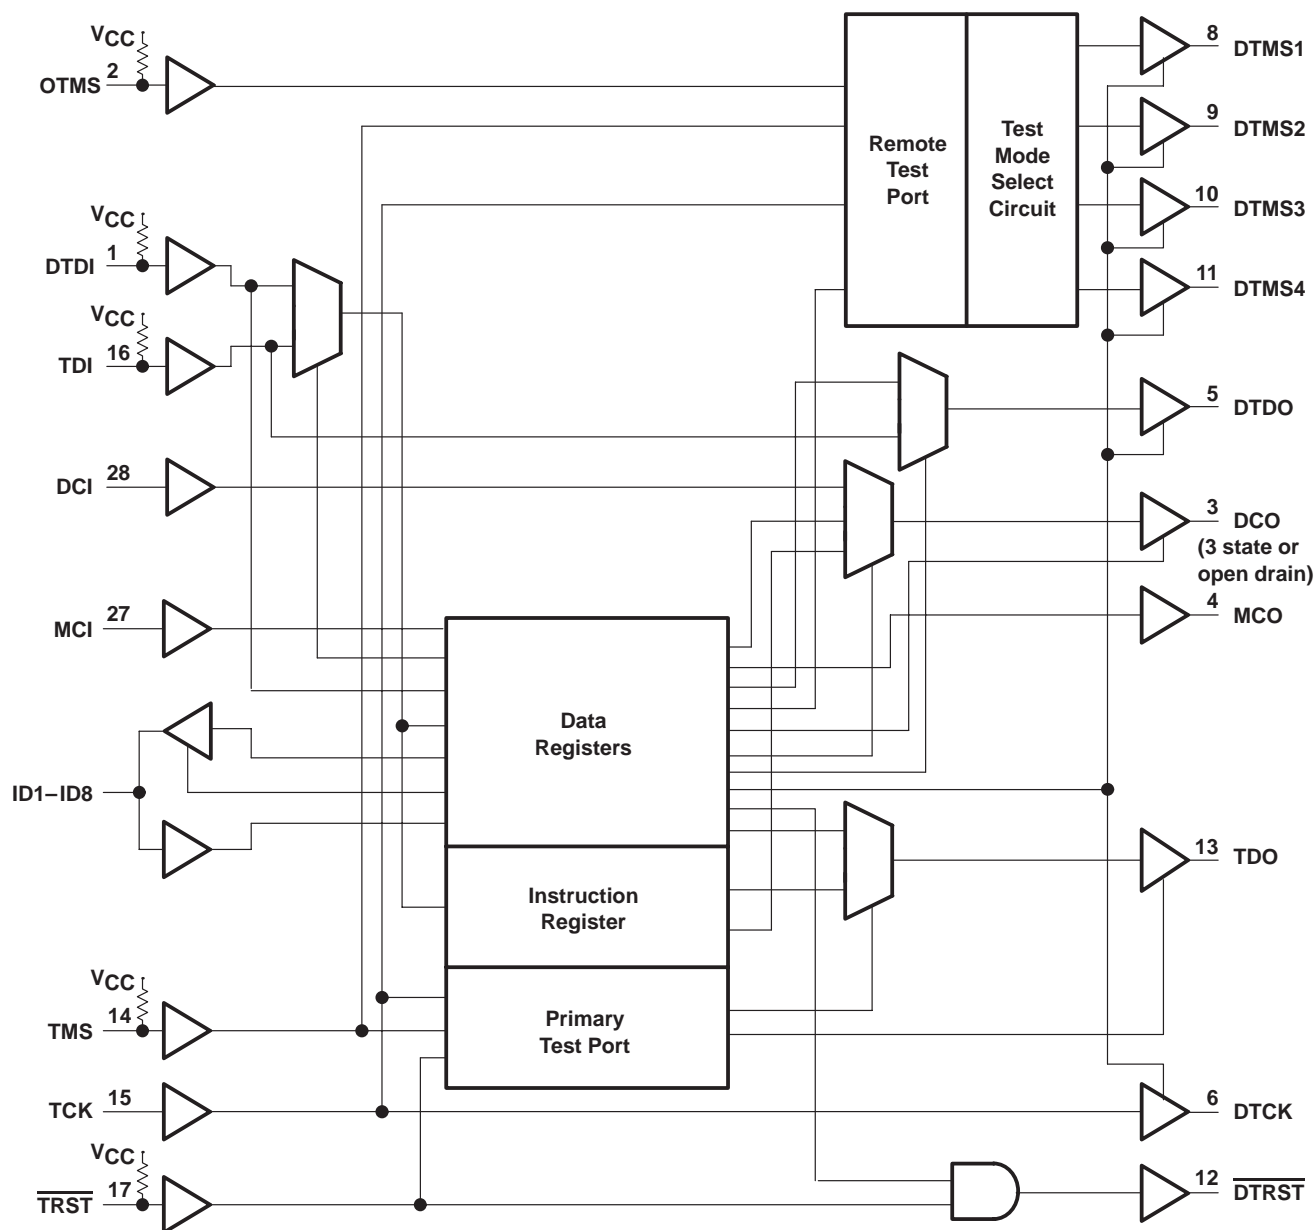 VCC
2
OTMS
8
DTMS1
9
DTMS2
Remote
Test
Port
Test
Mode
Select
Circuit
10
DTMS3
VCC
1
DTDI
11
DTMS4
VCC
16
TDI
5
DTDO
28
DCI
3
DCO
(3 state or
open drain)
27
MCI
4
MCO
Data
Registers
ID1–ID8
13
TDO
Instruction
Register
VCC
14
TMS
Primary
Test Port
15
TCK
6
DTCK
VCC
17
TRST
12
DTRST